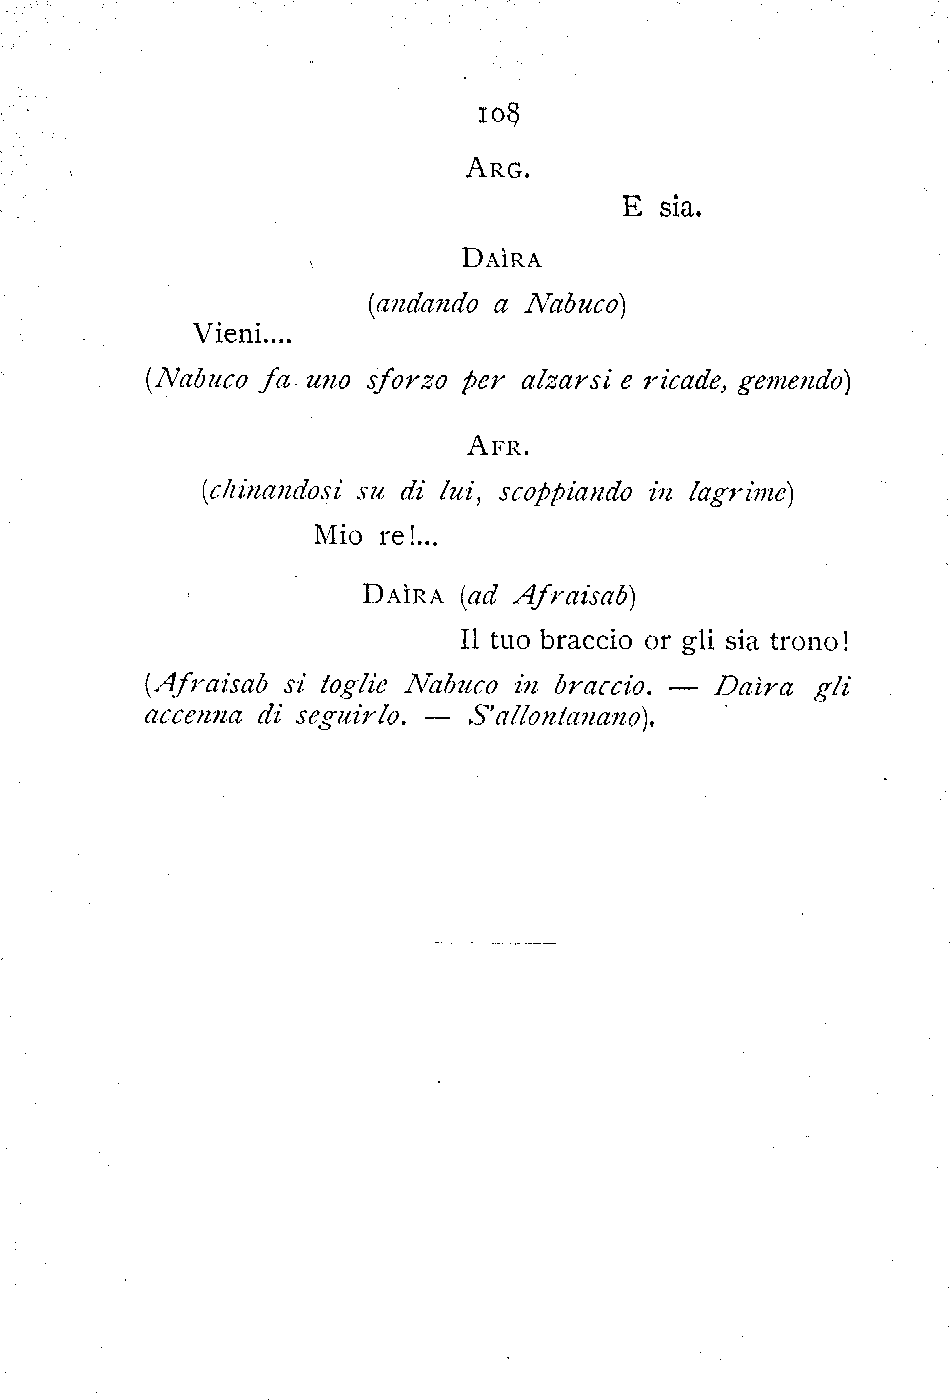 108
ARG.
E sia.
DAÌRA
(andando a Nabuco)
Vieni....
(Nabuco fa uno sforzo per alzarsi e ricade, gemendo)
AFR.
(chinandosi su di lui, scoppiando in lagrime)
Mio re!...
DAÌRA (ad Afraisab)
Il tuo braccio or gli sia trono!
(Afraisab si toglie Nabuco in braccio. — Daìra gli
accenna di seguirlo. — S'allontanano).